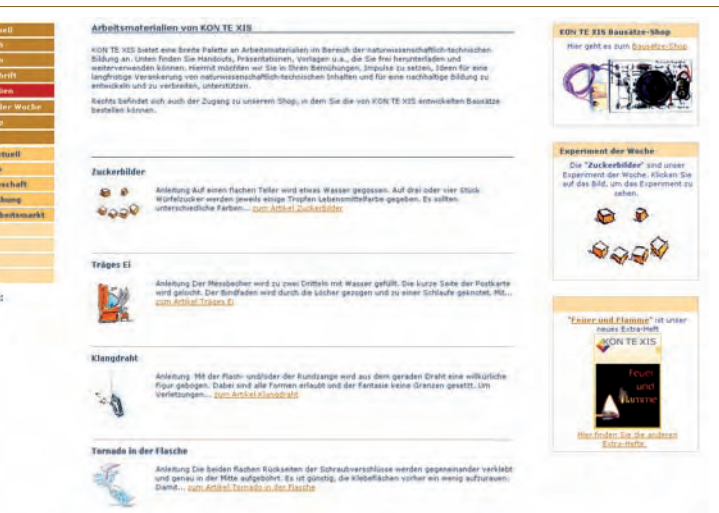 uell
hrift
lien
der Woche
tuell
schaft
chung
beitsmarkt
Arbeitsmaterialien von KON TE XIS
KON TE XIS bietet eine breite Palette an Arbeitsmaterialien im Bereich der naturwissenschaftlich-technischen
Bildung an. Unten finden Sie Handouts, Präsentationen, Vorlagen u.a., die Sie frei herunterladen und
weiterverwenden können. Hiermit möchten wir Sie in Ihren Bemühungen, Impulse zu setzen, Ideen für eine
langfristige Verankerung von naturwissenschaftlich-technischen Inhalten und für eine nachhaltige Bildung zu
entwickeln und zu verbreiten, unterstützen.
Rechts befindet sich auch der Zugang zu unserem Shop, in dem Sie die von KON TE XIS entwickelten Bausätze
bestellen können.
Zuckerbilder
Anleitung Auf einen flachen Teller wird etwas Wasser gegossen. Auf drei oder vier Stück
Würfelzucker werden jeweils einige Tropfen Lebensmittelfarbe gegeben. Es sollten
unterschiedliche Farben... zum Artikel Zuckerbilder
Träges Ei
Anleitung Der Messbecher wird zu zwei Dritteln mit Wasser gefüllt. Die kurze Seite der Postkarte
wird gelocht. Der Bindfaden wird durch die Löcher gezogen und zu einer Schlaufe geknotet. Mit...
zum Artikel Träges Ei
Klangdraht
Anleitung Mit der Flach- und/oder der Rundzange wird aus dem geraden Draht eine willkürliche
Figur gebogen. Dabei sind alle Formen erlaubt und der Fantasie keine Grenzen gesetzt. Um
Verletzungen... zum Artikel Klangdraht
Tornado in der Flasche
Anleitung Die beiden flachen Rückseiten der Schraubverschlüsse werden gegeneinander verklebt
und genau in der Mitte aufgebohrt. Es ist günstig, die Klebeflächen vorher ein wenig aufzurauen.
Damit... zum Artikel Tornado in der Flasche
KON TE XIS Bausätze-Shop
Hier geht es zum Bausätze-Shop
Experiment der Woche
Die "Zuckerbilder" sind unser
Experiment der Woche. Klicken Sie
auf das Bild, um das Experiment zu
sehen.
"Feuer und Flamme" ist unser
neues Extra-Heft
KON TE XIS
Feuer
und
Flamme
Hier finden Sie die anderen
Extra-Hefte.